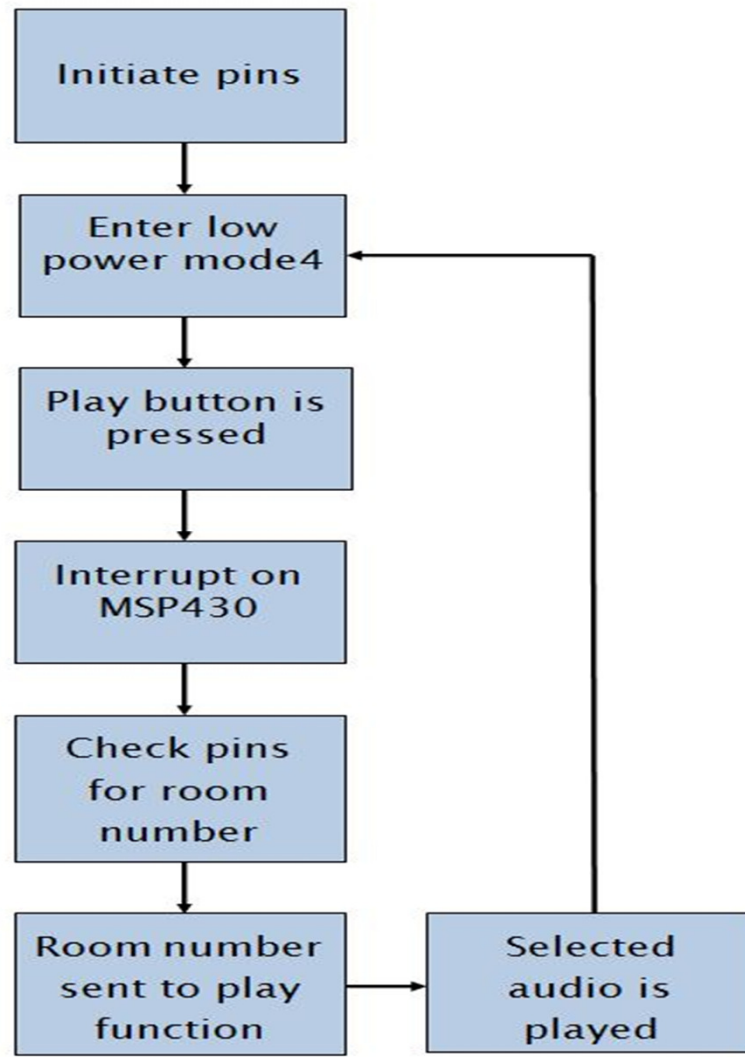 Initiate pins
Enter low
power mode4
Play button is
pressed
Interrupt on
MSP430
Check pins
for room
number
Room number
sent to play
function
Selected
audio is
played